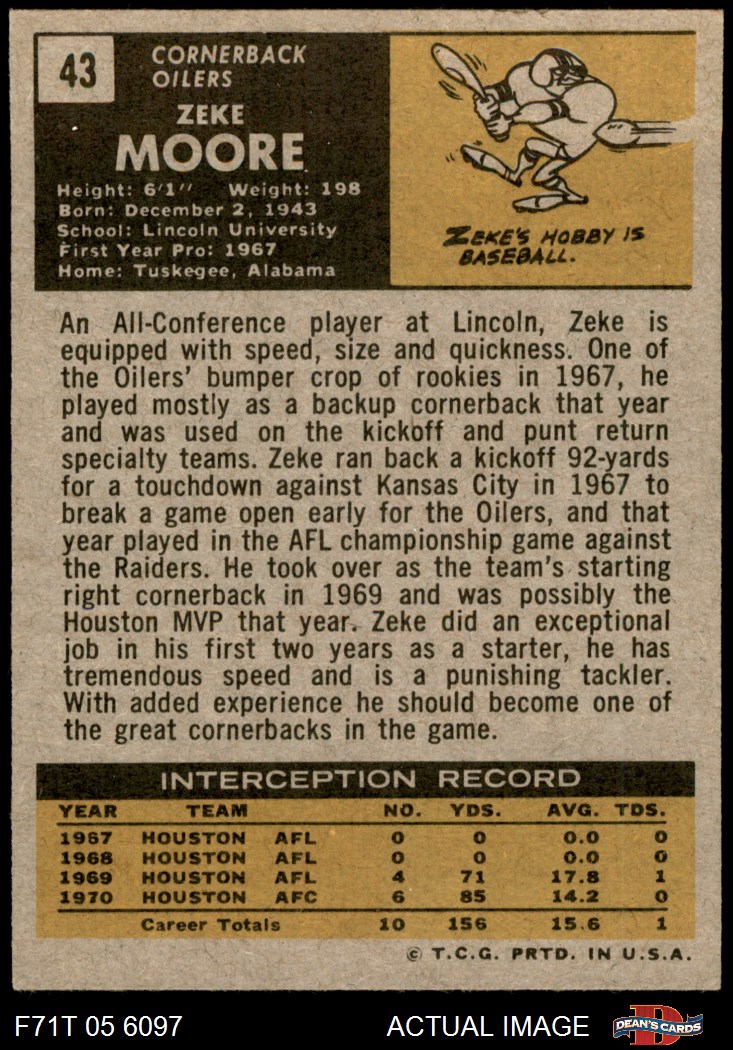 43
CORNERBACK
OILERS
ZEKE
MOORE
Height: 6'1" Weight: 198
Born: December 2, 1943
School: Lincoln University
First Year Pro: 1967
Home: Tuskegee, Alabama
ZEKE'S HOBBY IS
BASEBALL.
An All-Conference player at Lincoln, Zeke is
equipped with speed, size and quickness. One of
the Oilers' bumper crop of rookies in 1967, he
played mostly as a backup cornerback that year
and was used on the kickoff and punt return
specialty teams. Zeke ran back a kickoff 92-yards
for a touchdown against Kansas City in 1967 to
break a game open early for the Oilers, and that
year played in the AFL championship game against
the Raiders. He took over as the team's starting
right cornerback in 1969 and was possibly the
Houston MVP that year. Zeke did an exceptional
job in his first two years as a starter, he has
tremendous speed and is a punishing tackler.
With added experience he should become one of
the great cornerbacks in the game.
INTERCEPTION RECORD
YEAR TEAM NO. YDS. AVG. TDS.
1967 HOUSTON AFL 0 0 0.0 0
1968 HOUSTON AFL 0 0 0.0 0
1969 HOUSTON AFL 4 71 17.8 1
1970 HOUSTON AFC 6 85 14.2 0
Career Totals 10 156 15.6 1
© T.C.G. PRTD. IN U.S.A.
F71T 05 6097 ACTUAL IMAGE
D
DEAN'S CARDS